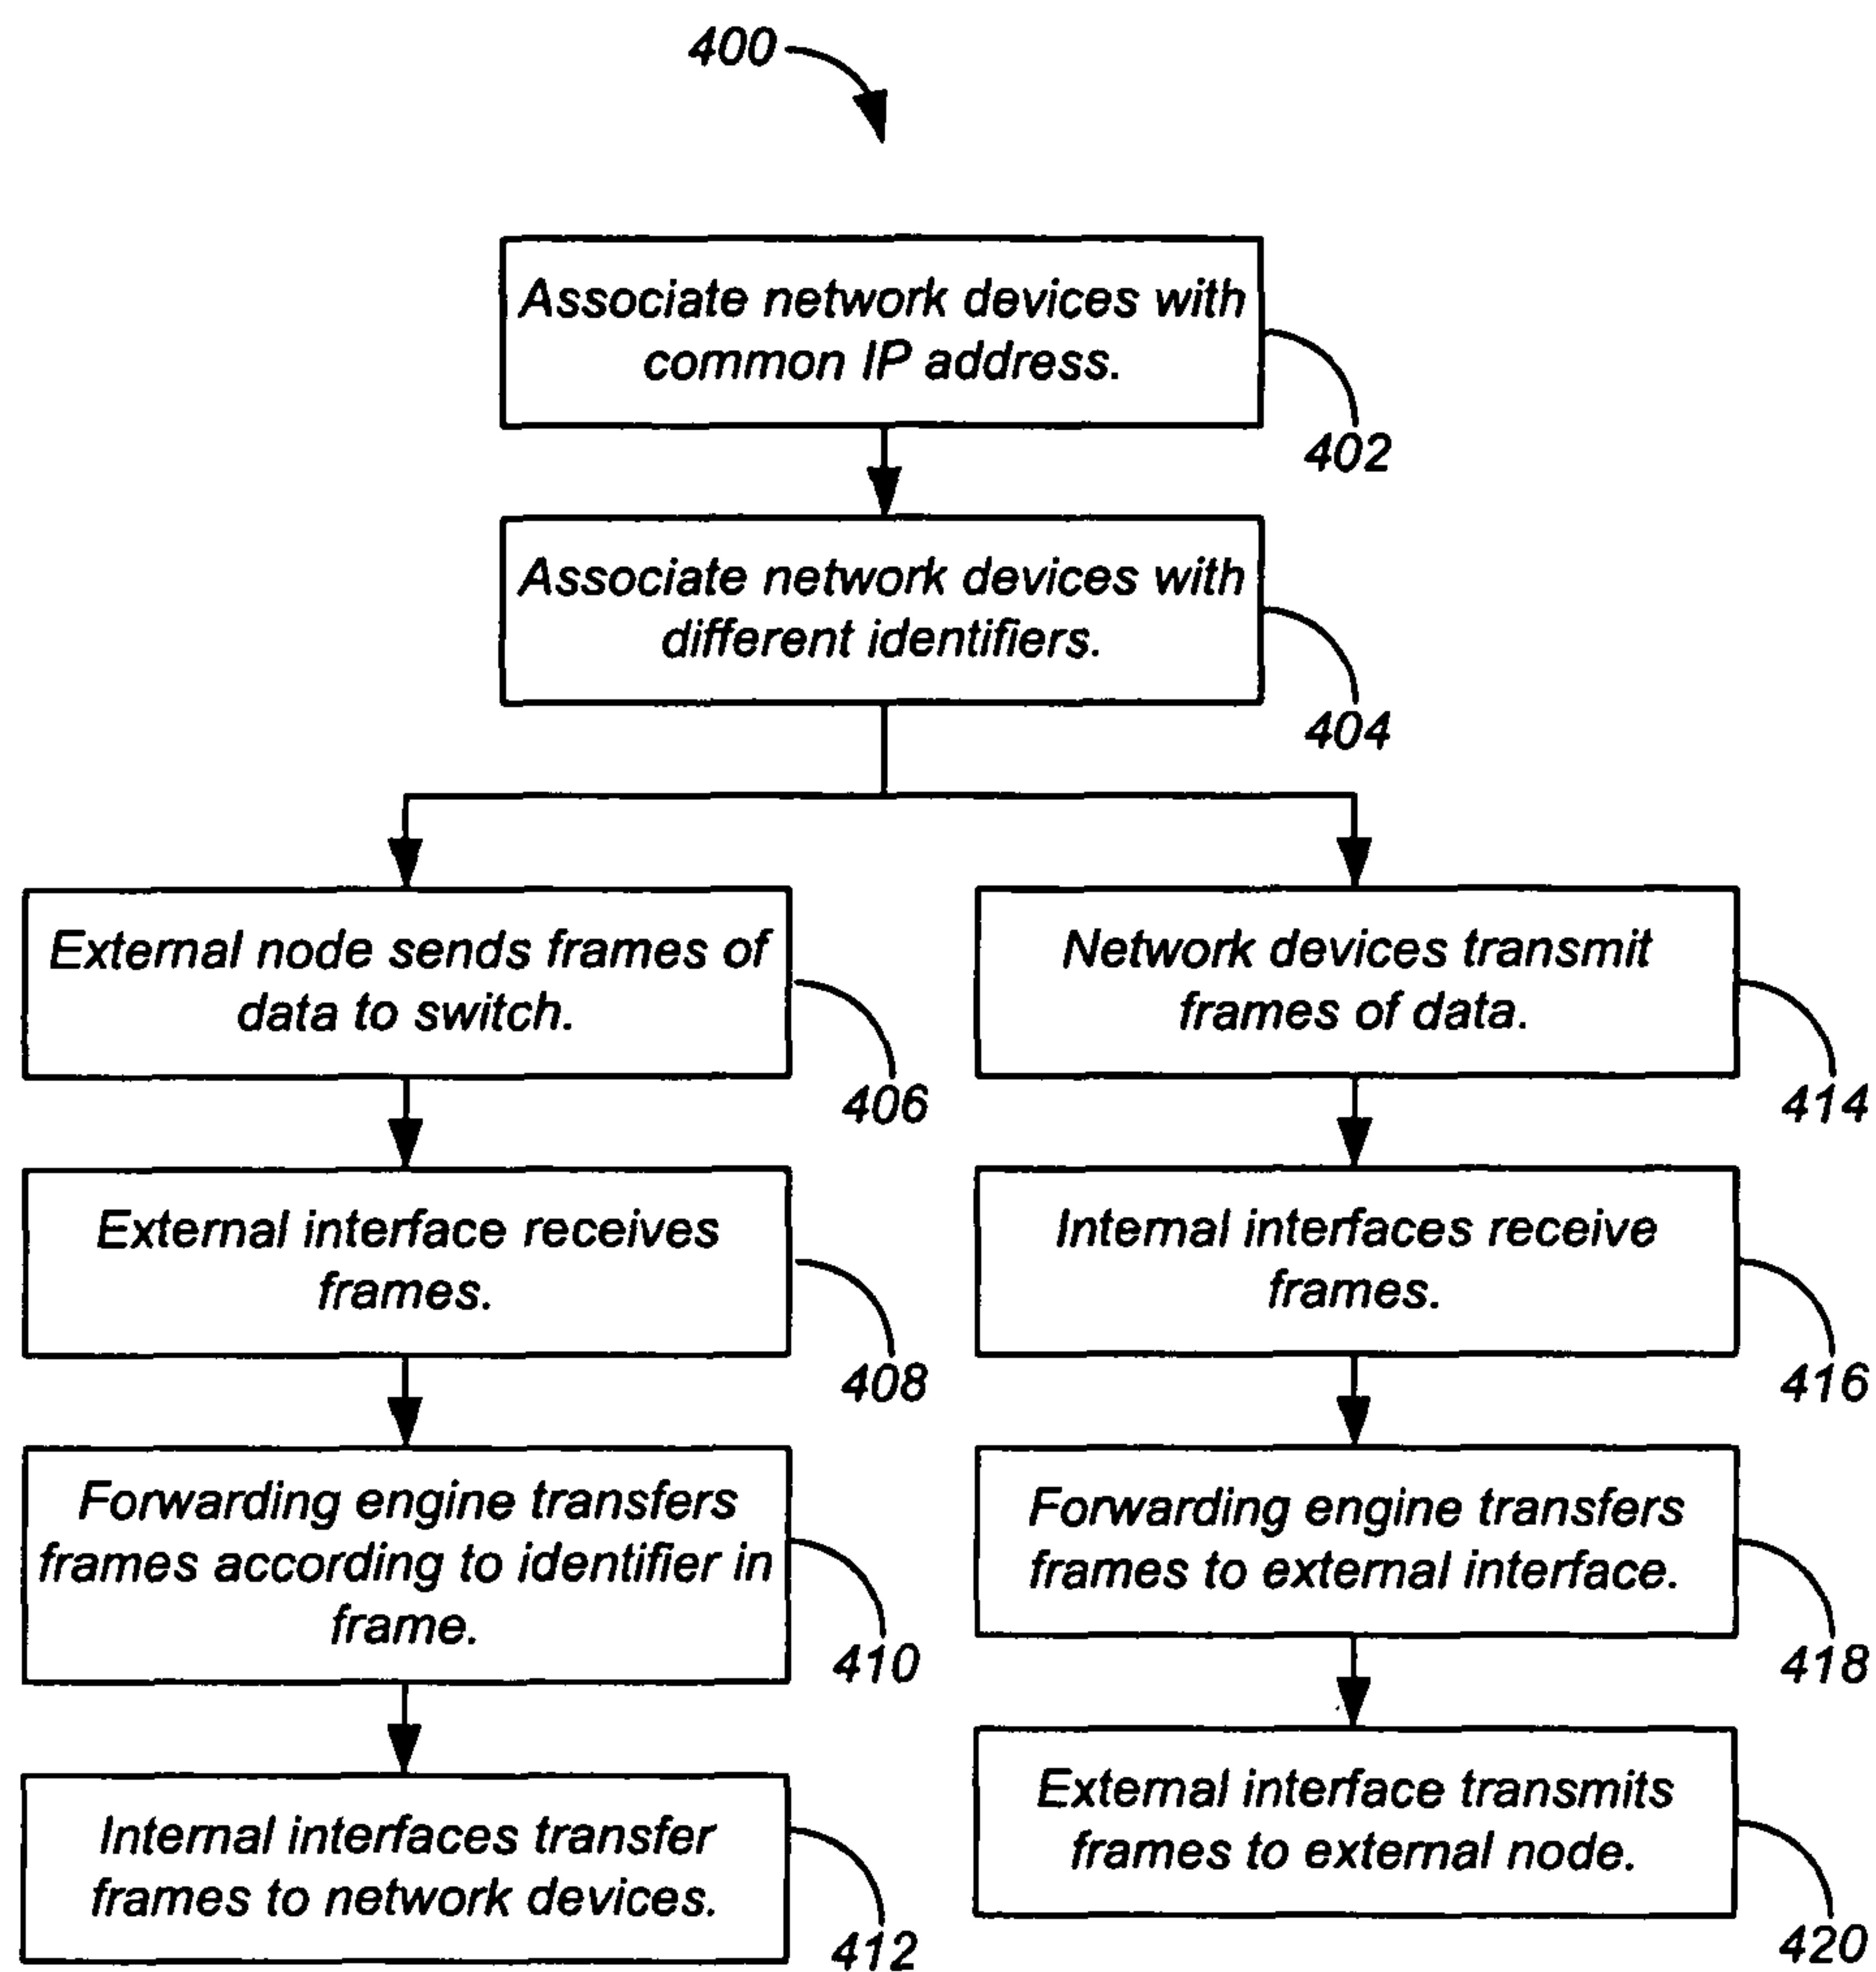 400
Associate network devices with
common IP address.
402
Associate network devices with
different identifiers.
404
External node sends frames of
data to switch.
406
External interface receives
frames.
408
Forwarding engine transfers
frames according to identifier in
frame.
410
Internal interfaces transfer
frames to network devices.
412
Network devices transmit
frames of data.
414
Internal interfaces receive
frames.
416
Forwarding engine transfers
frames to external interface.
418
External interface transmits
frames to external node.
420